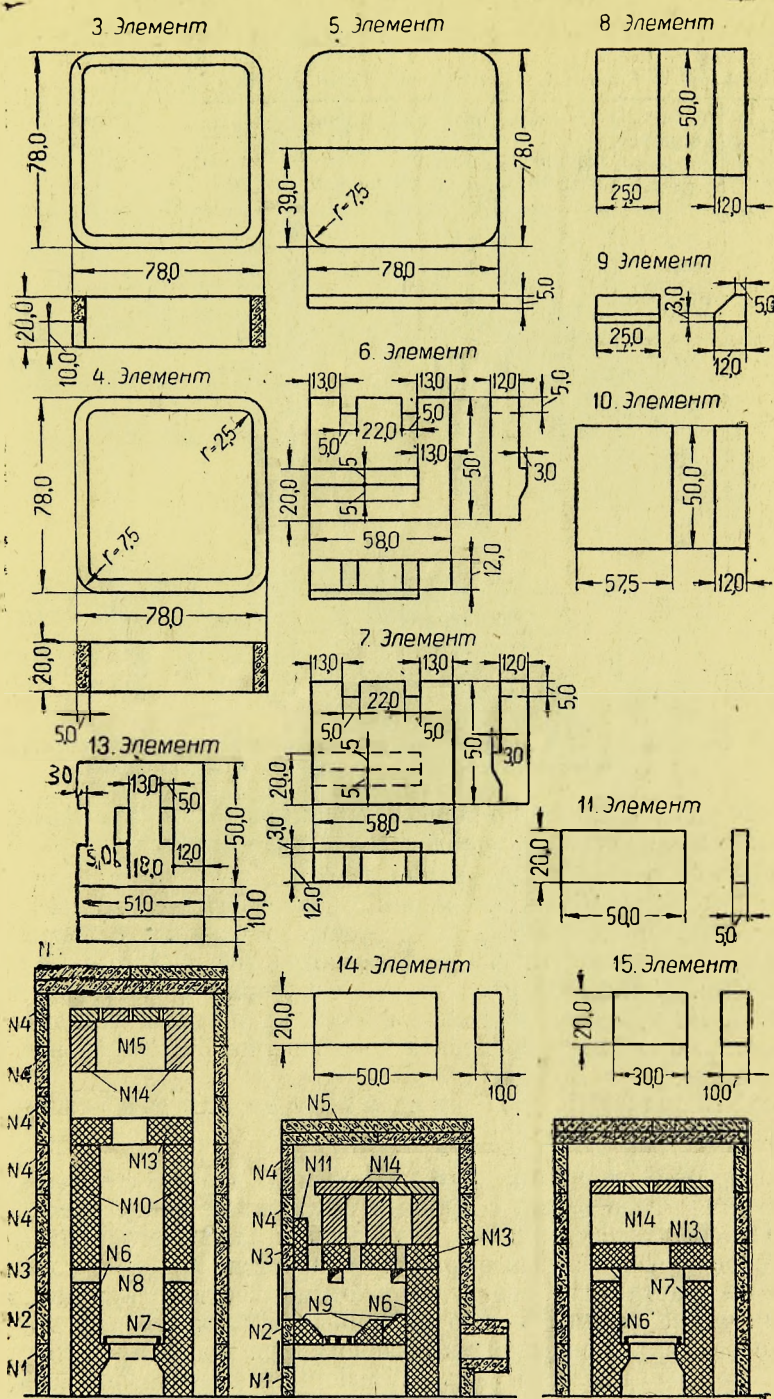 3. Элемент
78,0
78,0
20,0
10,0
5. Элемент
39,0
r=7,5
78,0
78,0
5,0
8 Элемент
50,0
25,0
12,0
9 Элемент
3,0
5,0
25,0
12,0
4. Элемент
r=2,5
78,0
r=7,5
78,0
20,0
5,0
6. Элемент
13,0
13,0
12,0
5,0
5,0
22,0
5,0
13,0
5
5
20,0
50
3,0
58,0
12,0
10. Элемент
50,0
57,5
12,0
7. Элемент
13,0
13,0
12,0
22,0
5,0
5,0
5,0
5
5
20,0
50
3,0
58,0
3,0
12,0
13. Элемент
3,0
13,0
5,0
5,0
18,0
12,0
50,0
51,0
10,0
11. Элемент
20,0
50,0
5,0
14. Элемент
20,0
50,0
10,0
15. Элемент
20,0
30,0
10,0
N
N4
N4
N4
N4
N4
N3
N2
N1
N15
N14
N13
N10
N6
N8
N7
N5
N4
N11
N14
N4
N3
N13
N9
N6
N2
N1
N14
N13
N7
N6